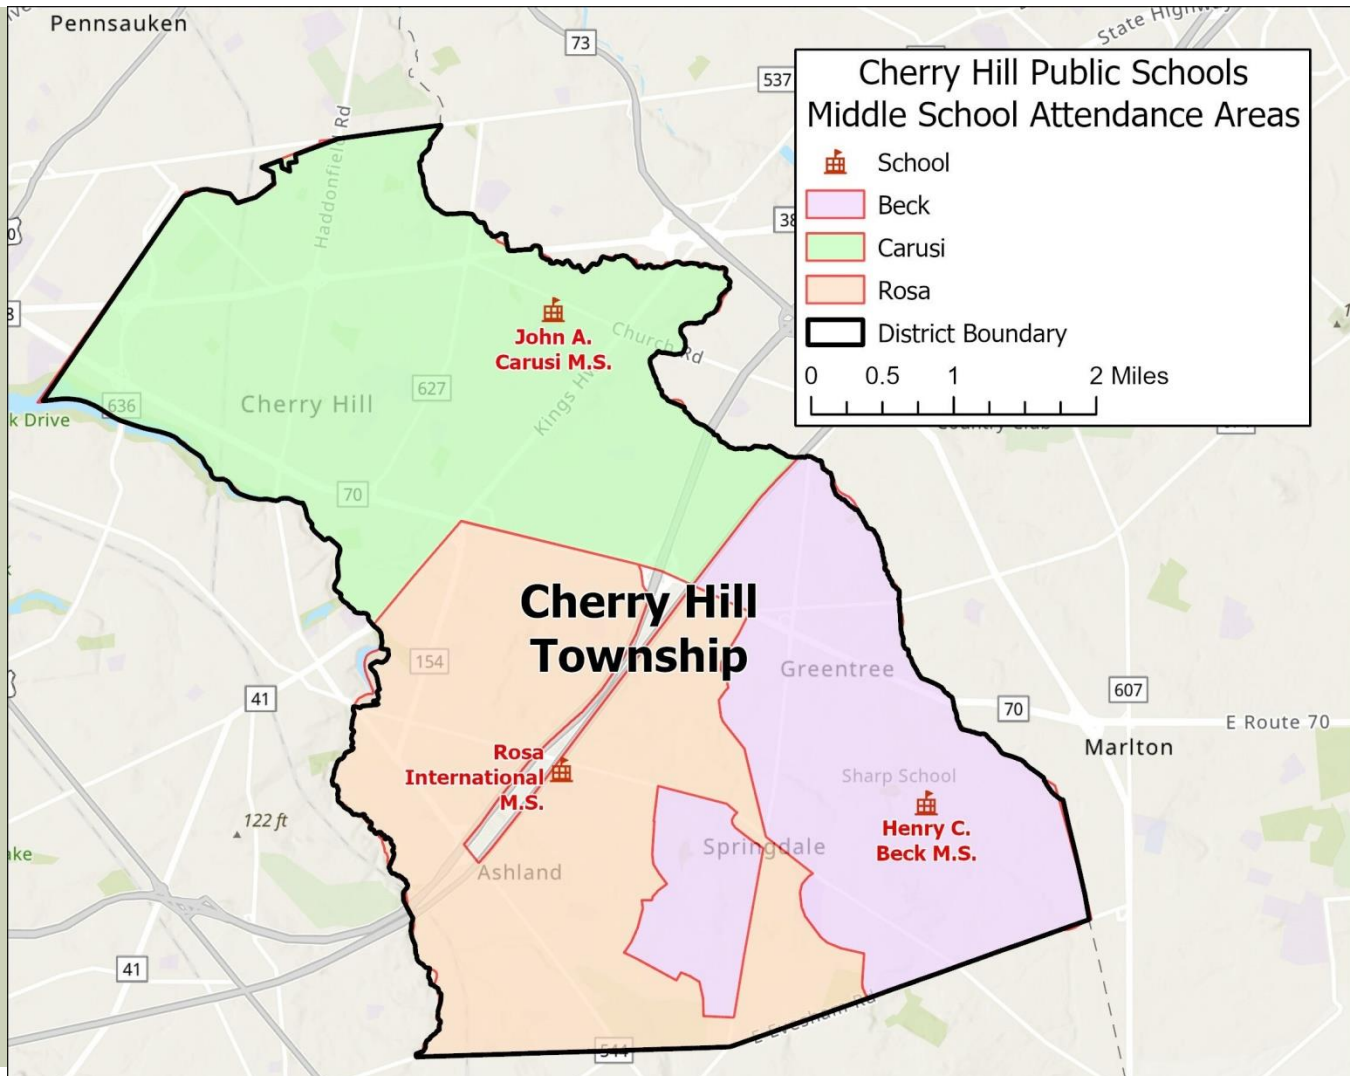 Pennsauken
73
State Highway
537
38
Haddonfield Rd
Cherry Hill Public Schools
Middle School Attendance Areas
School
Beck
Carusi
Rosa
District Boundary
0 0.5 1 2 Miles
John A.
Carusi M.S.
Church Rd
Kings Hw
627
636
Cherry Hill
k Drive
70
Cherry Hill
Township
154
Greentree
41
70
607
E Route 70
Marlton
Rosa
International
M.S.
Sharp School
Henry C.
Beck M.S.
122 ft
ake
Springdale
Ashland
41
E Evesham Rd
544